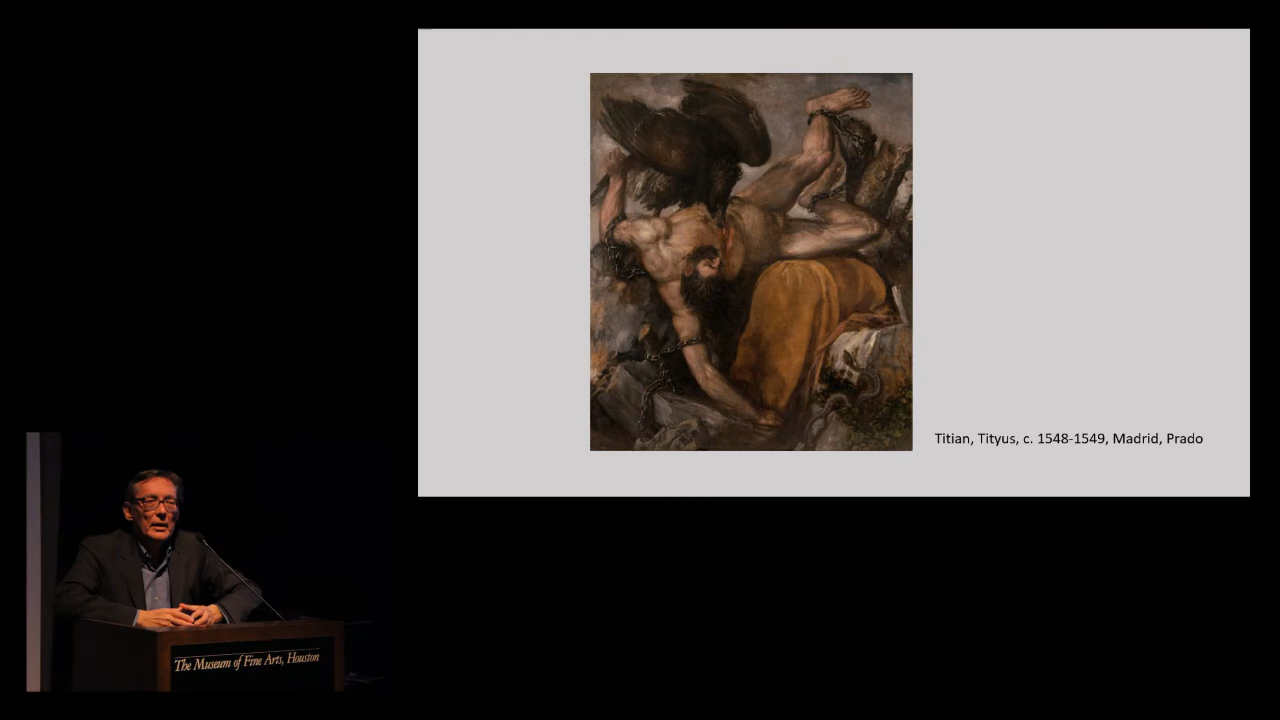 Titian, Tityus, c. 1548-1549, Madrid, Prado
The Museum of Fine Arts, Houston